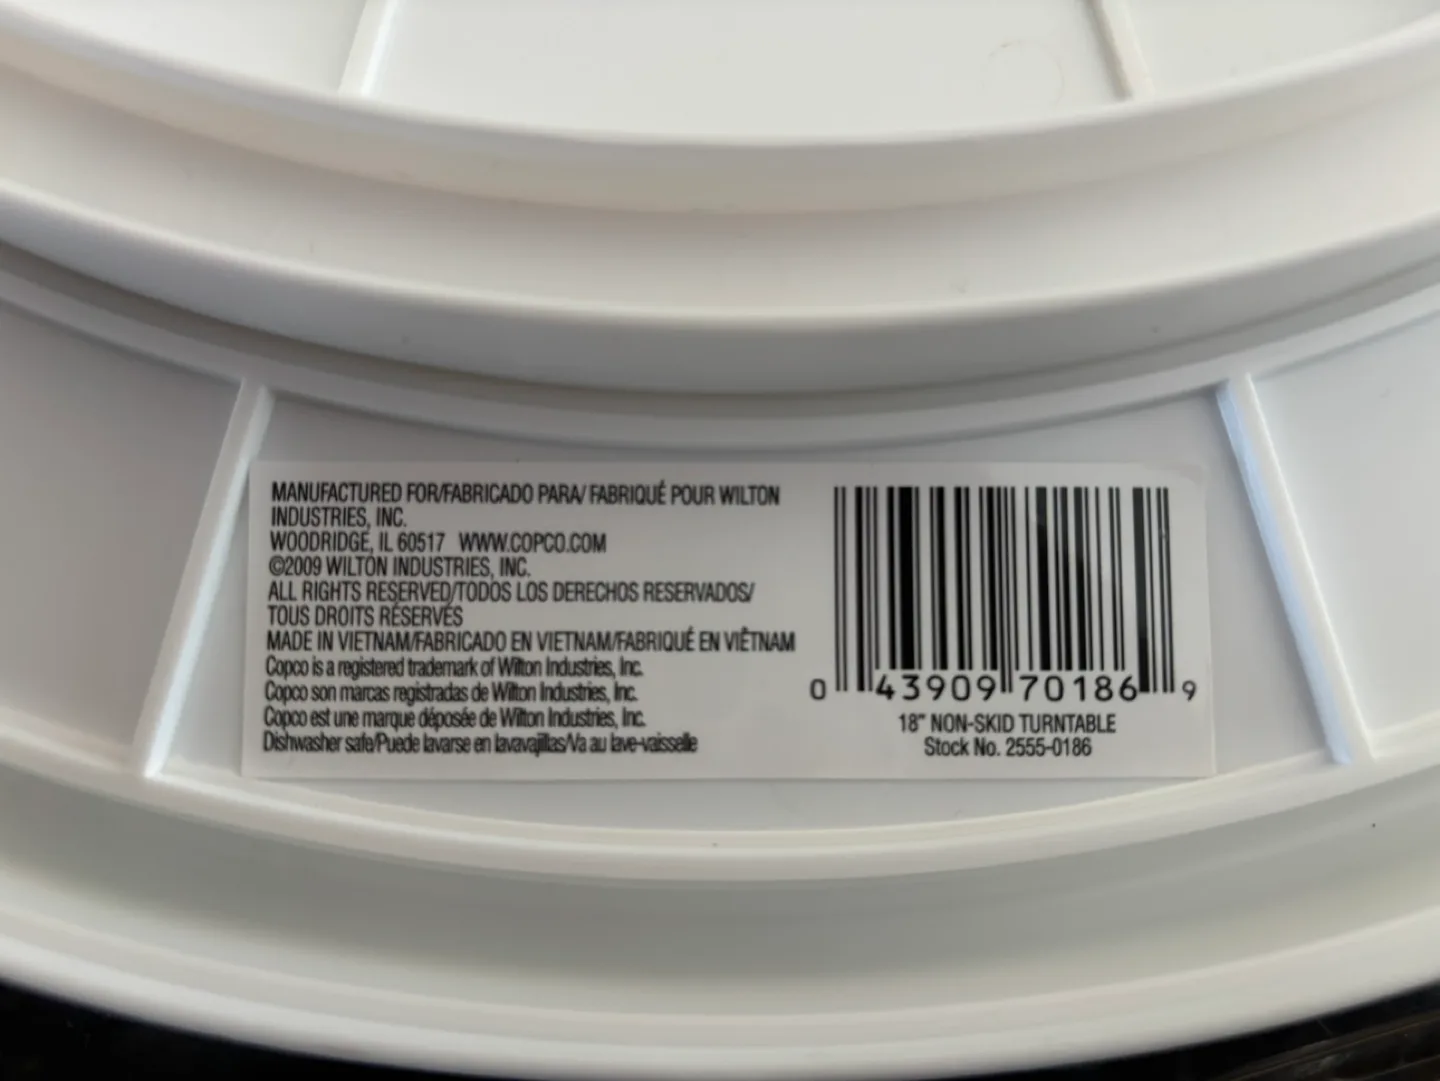 MANUFACTURED FOR/FABRICADO PARA/ FABRIQUÉ POUR WILTON
INDUSTRIES, INC.
WOODRIDGE, IL 60517 WWW.COPCO.COM
©2009 WILTON INDUSTRIES, INC.
ALL RIGHTS RESERVED/TODOS LOS DERECHOS RESERVADOS/
TOUS DROITS RÉSERVÉS
MADE IN VIETNAM/FABRICADO EN VIETNAM/FABRIQUÉ EN VIÊTNAM
Copco is a registered trademark of Wilton Industries, Inc.
Copco son marcas registradas de Wilton Industries, Inc.
Copco est une marque déposée de Wilton Industries, Inc.
Dishwasher safe/Puede lavarse en lavavajillas/Va au lave-vaisselle
0 43909 70186 9
18" NON-SKID TURNTABLE
Stock No. 2555-0186